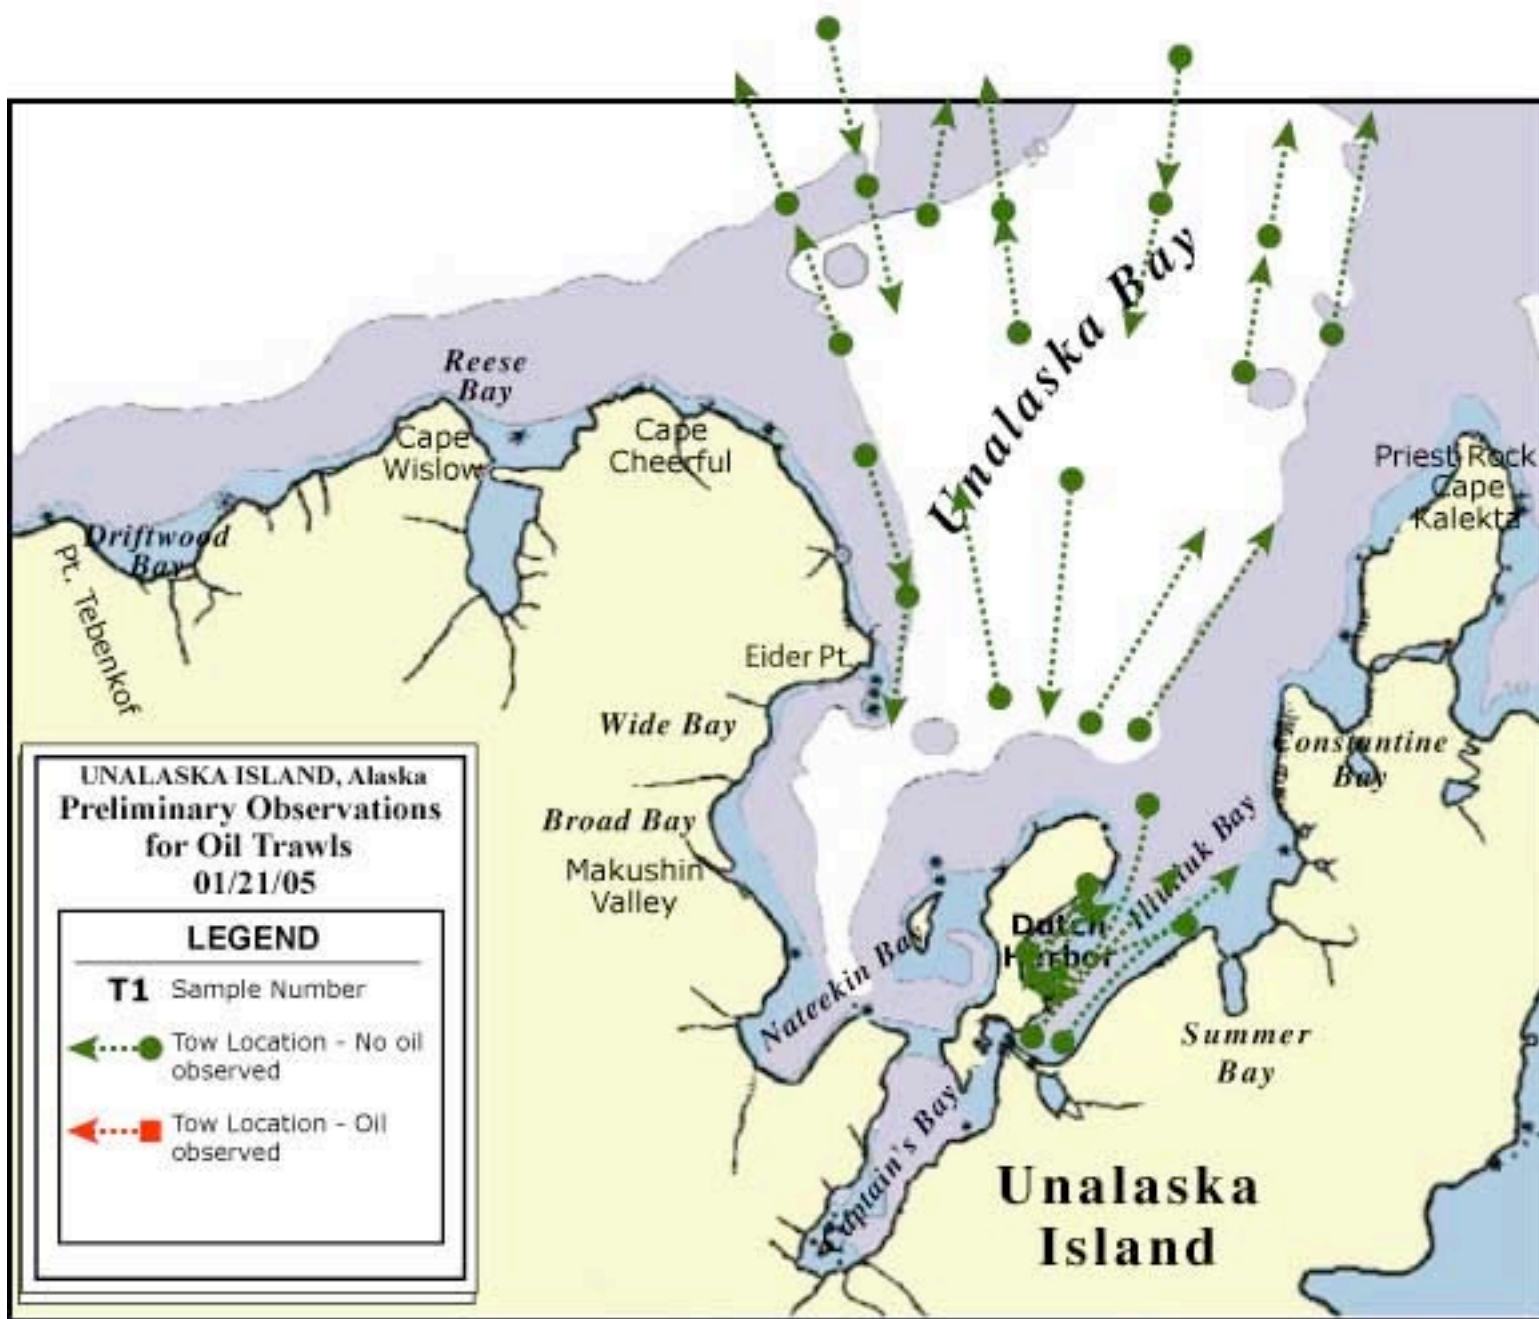 Unalaska Bay
Reese
Bay
Cape
Wislow
Cape
Cheerful
Priest Rock
Cape
Kalekta
Driftwood
Bay
Pt. Tebenkof
Eider Pt.
Wide Bay
Constantine
Bay
Broad Bay
Makushin
Valley
Illiuliuk Bay
Dutch
Harbor
Nateekin Bay
Summer
Bay
Captain's Bay
Unalaska
Island
UNALASKA ISLAND, Alaska
Preliminary Observations
for Oil Trawls
01/21/05
LEGEND
T1 Sample Number
Tow Location - No oil
observed
Tow Location - Oil
observed